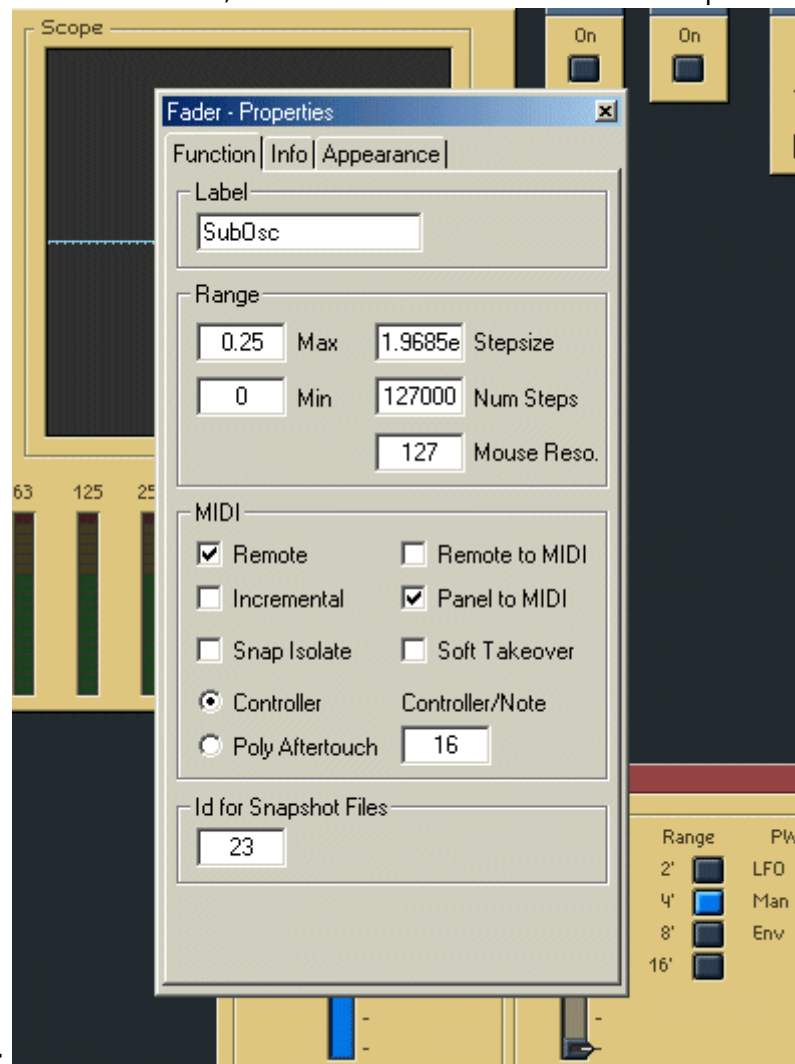 Scope
On
On
Fader - Properties
Function Info Appearance
Label
SubOsc
Range
0.25 Max 1.9685e Stepsize
0 Min 127000 Num Steps
127 Mouse Reso.
63 125
MIDI
Remote Remote to MIDI
Incremental Panel to MIDI
Snap Isolate Soft Takeover
Controller Controller/Note
Poly Aftertouch 16
Id for Snapshot Files
23
Range
2' LFO
4' Man
8' Env
16'